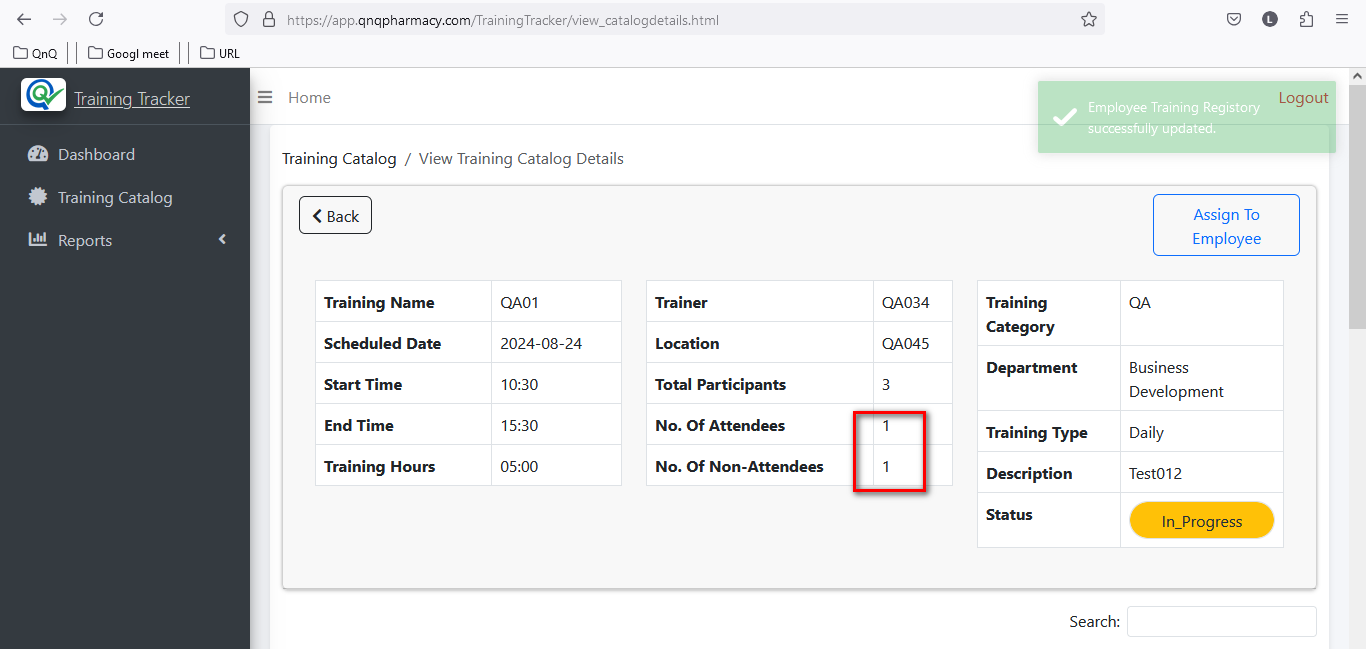 https://app.qnqpharmacy.com/TrainingTracker/view_catalogdetails.html
L
QnQ
Googl meet
URL
Training Tracker
Home
Logout
Employee Training Registory
successfully updated.
Dashboard
Training Catalog
Reports
Training Catalog / View Training Catalog Details
Back
Assign To
Employee
Training Name QA01
Scheduled Date 2024-08-24
Start Time 10:30
End Time 15:30
Training Hours 05:00
Trainer QA034
Location QA045
Total Participants 3
No. Of Attendees 1
No. Of Non-Attendees 1
Training
Category QA
Department Business
Development
Training Type Daily
Description Test012
Status In_Progress
Search: